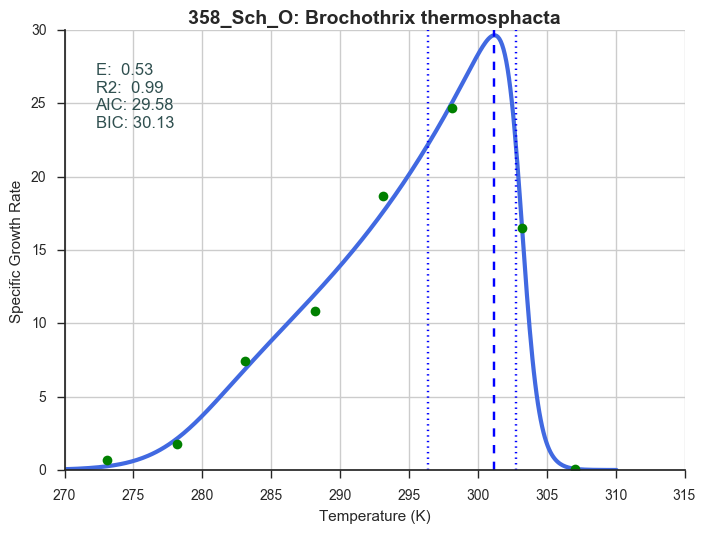 358_Sch_O: Brochothrix thermosphacta
E:  0.53
R2:  0.99
AIC: 29.58
BIC: 30.13
Specific Growth Rate
30
25
20
15
10
5
0
270 275 280 285 290 295 300 305 310 315
Temperature (K)